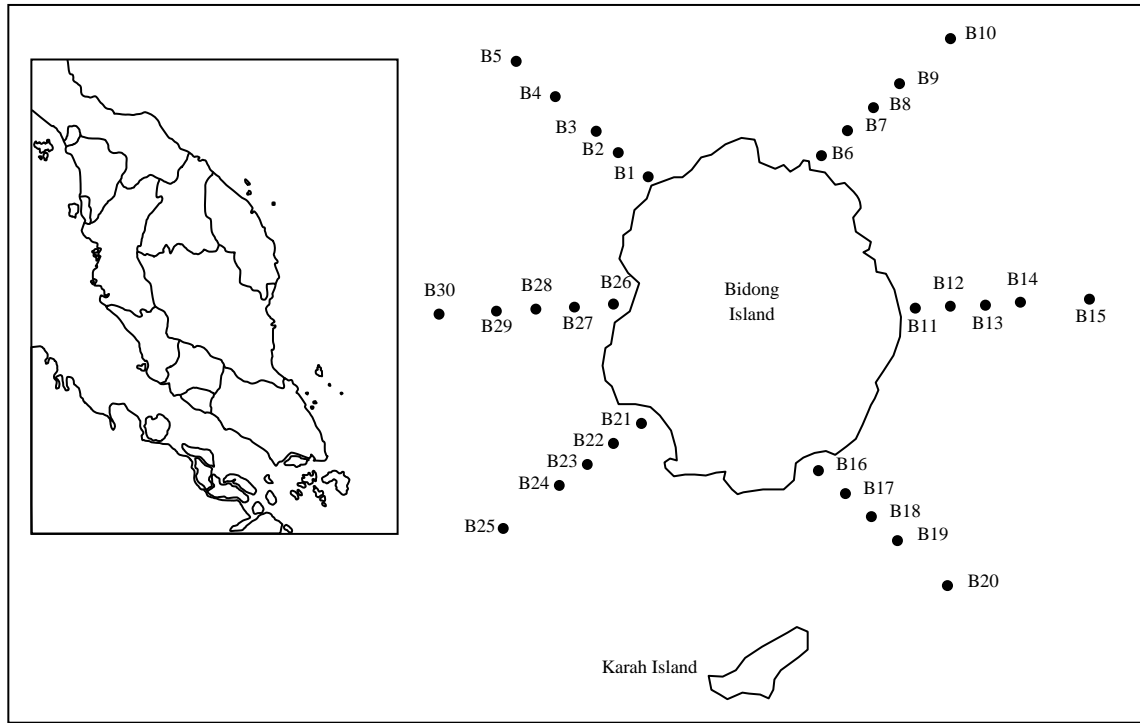 B10
B5
B9
B4
B8
B7
B3
B2
B6
B1
Bidong
Island
B30
B28
B26
B29
B27
B12
B14
B11
B13
B15
B21
B22
B23
B24
B25
B16
B17
B18
B19
B20
Karah Island